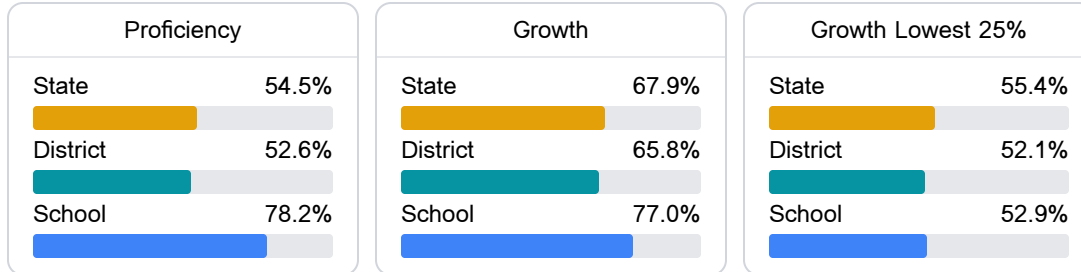 Proficiency
State 54.5%
District 52.6%
School 78.2%
Growth
State 67.9%
District 65.8%
School 77.0%
Growth Lowest 25%
State 55.4%
District 52.1%
School 52.9%